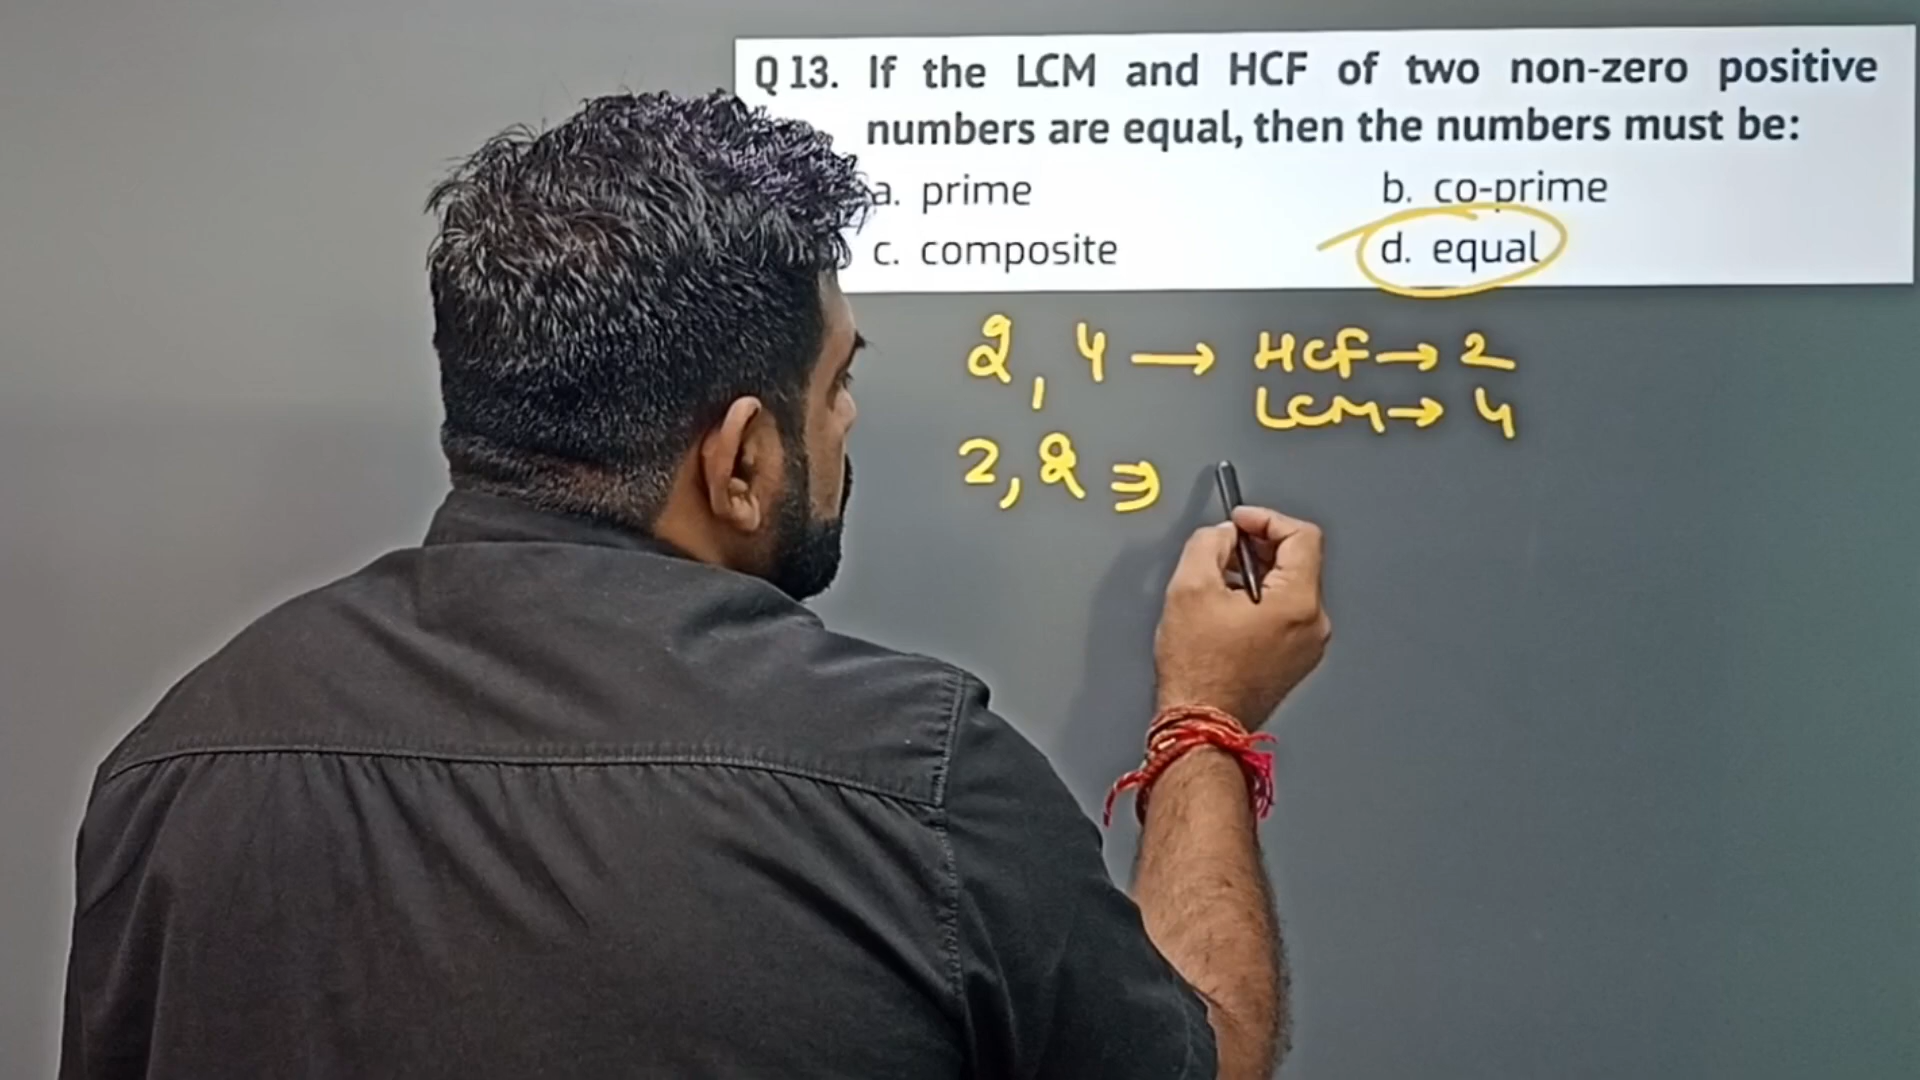 Q 13. If the LCM and HCF of two non-zero positive
numbers are equal, then the numbers must be:
a. prime b. co-prime
c. composite d. equal
2, 4 → HCF → 2
LCM → 4
2, 2 ⇒